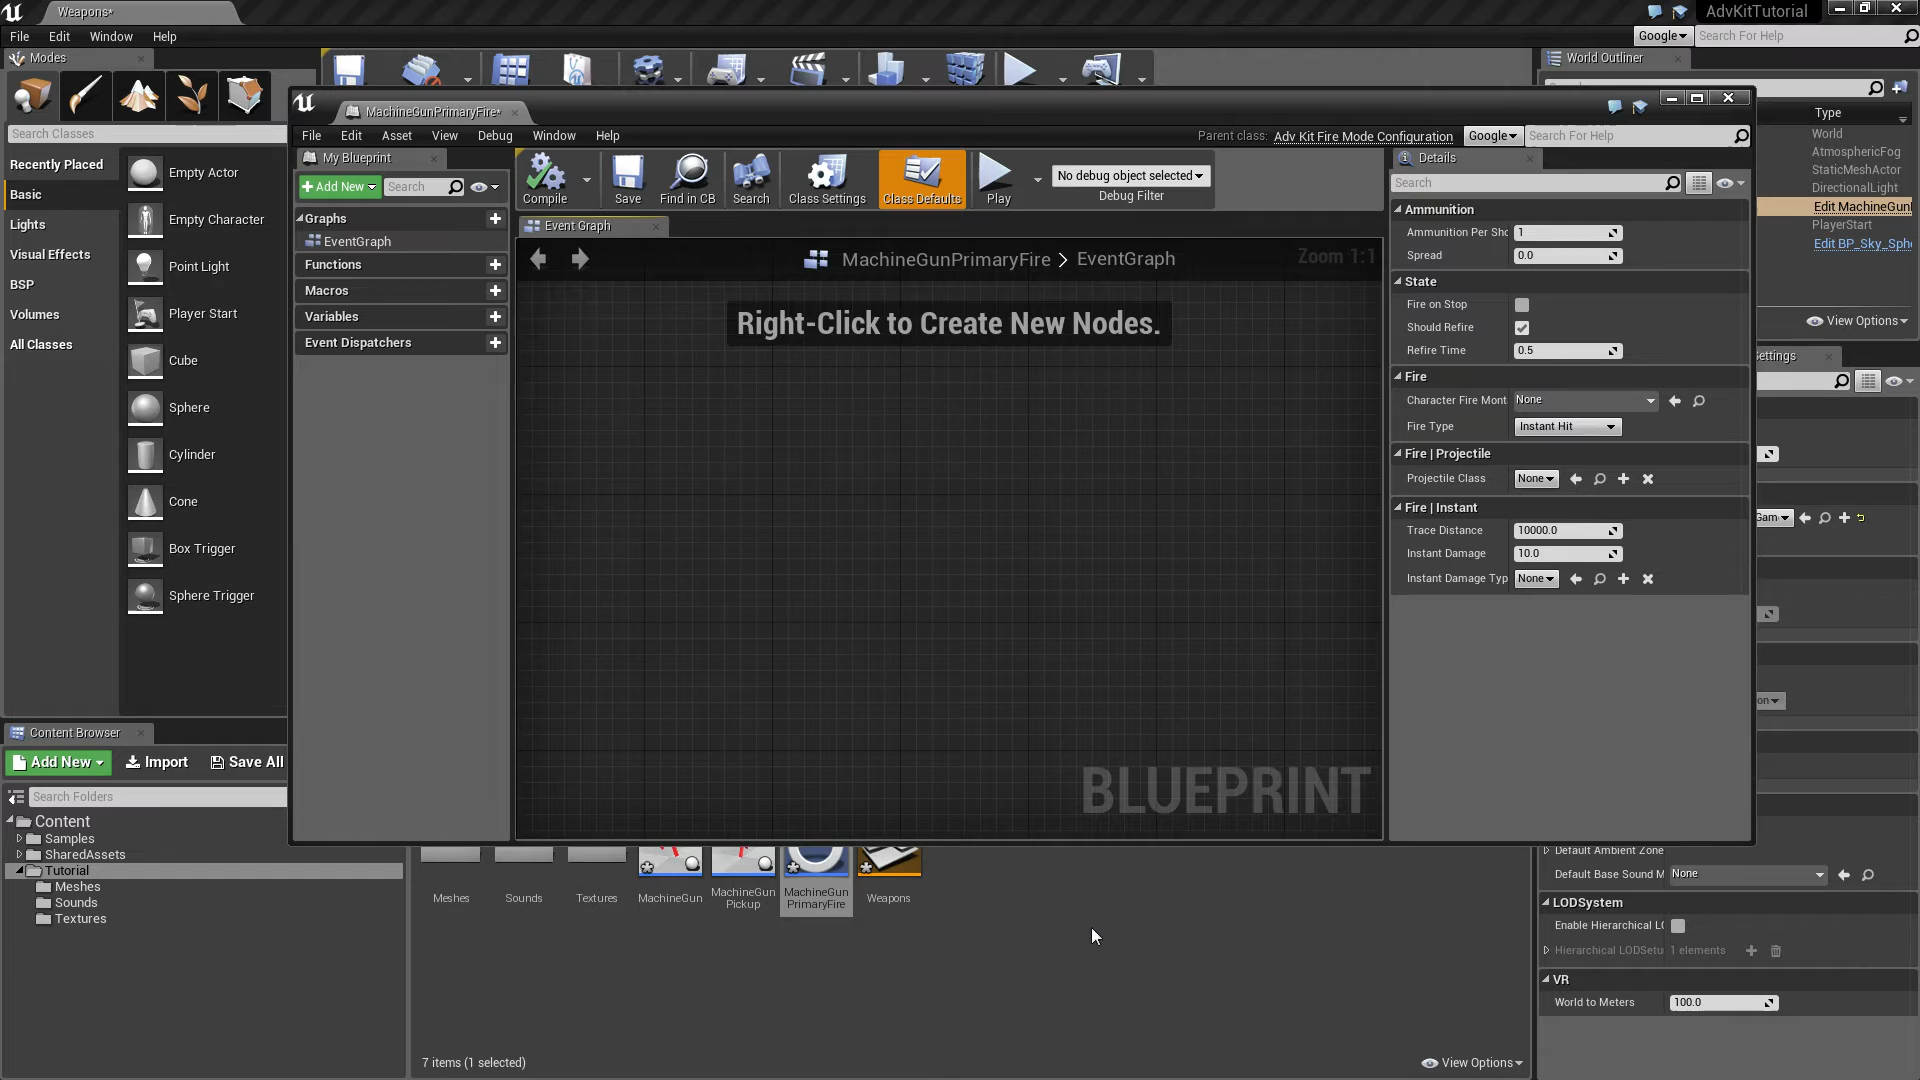 Weapons*
AdvKitTutorial
File Edit Window Help
Google Search For Help
Modes
World Outliner
Search Classes
Recently Placed
Basic
Lights
Visual Effects
BSP
Volumes
All Classes
Empty Actor
Empty Character
Point Light
Player Start
Cube
Sphere
Cylinder
Cone
Box Trigger
Sphere Trigger
MachineGunPrimaryFire*
File Edit Asset View Debug Window Help
Parent class: Adv Kit Fire Mode Configuration
Google Search For Help
My Blueprint
+ Add New Search
Graphs
EventGraph
Functions
Macros
Variables
Event Dispatchers
Compile Save Find in CB Search Class Settings Class Defaults Play
No debug object selected
Debug Filter
Event Graph
MachineGunPrimaryFire > EventGraph
Zoom 1:1
Right-Click to Create New Nodes.
BLUEPRINT
Details
Search
Ammunition
Ammunition Per Sho 1
Spread 0.0
State
Fire on Stop
Should Refire
Refire Time 0.5
Fire
Character Fire Mont None
Fire Type Instant Hit
Fire | Projectile
Projectile Class None
Fire | Instant
Trace Distance 10000.0
Instant Damage 10.0
Instant Damage Typ None
Type
World
AtmosphericFog
StaticMeshActor
DirectionalLight
Edit MachineGunI
PlayerStart
Edit BP_Sky_Sphe
View Options
ettings
Gam
on
Default Ambient Zone
Default Base Sound M None
LODSystem
Enable Hierarchical LO
Hierarchical LODSetu 1 elements
VR
World to Meters 100.0
Content Browser
Add New Import Save All
Search Folders
Content
Samples
SharedAssets
Tutorial
Meshes
Sounds
Textures
Meshes
Sounds
Textures
MachineGun
MachineGun
Pickup
MachineGun
PrimaryFire
Weapons
7 items (1 selected)
View Options